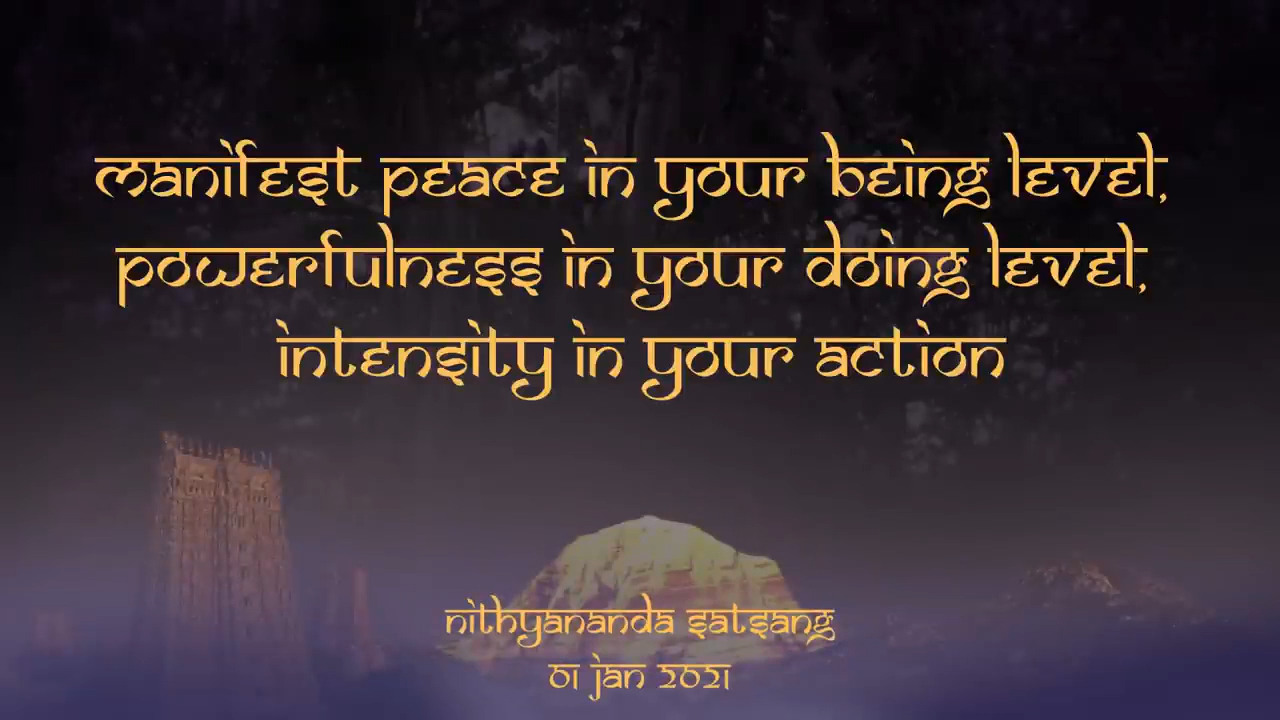 manifest peace in your being level,
powerfulness in your doing level,
intensity in your action
nithyananda satsang
01 jan 2021